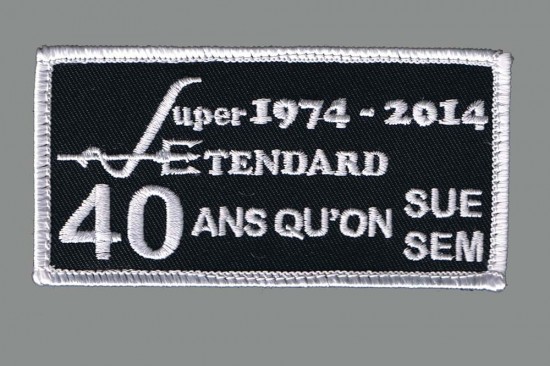 Super 1974 - 2014
ETENDARD
40 ANS QU'ON SUE
SEM